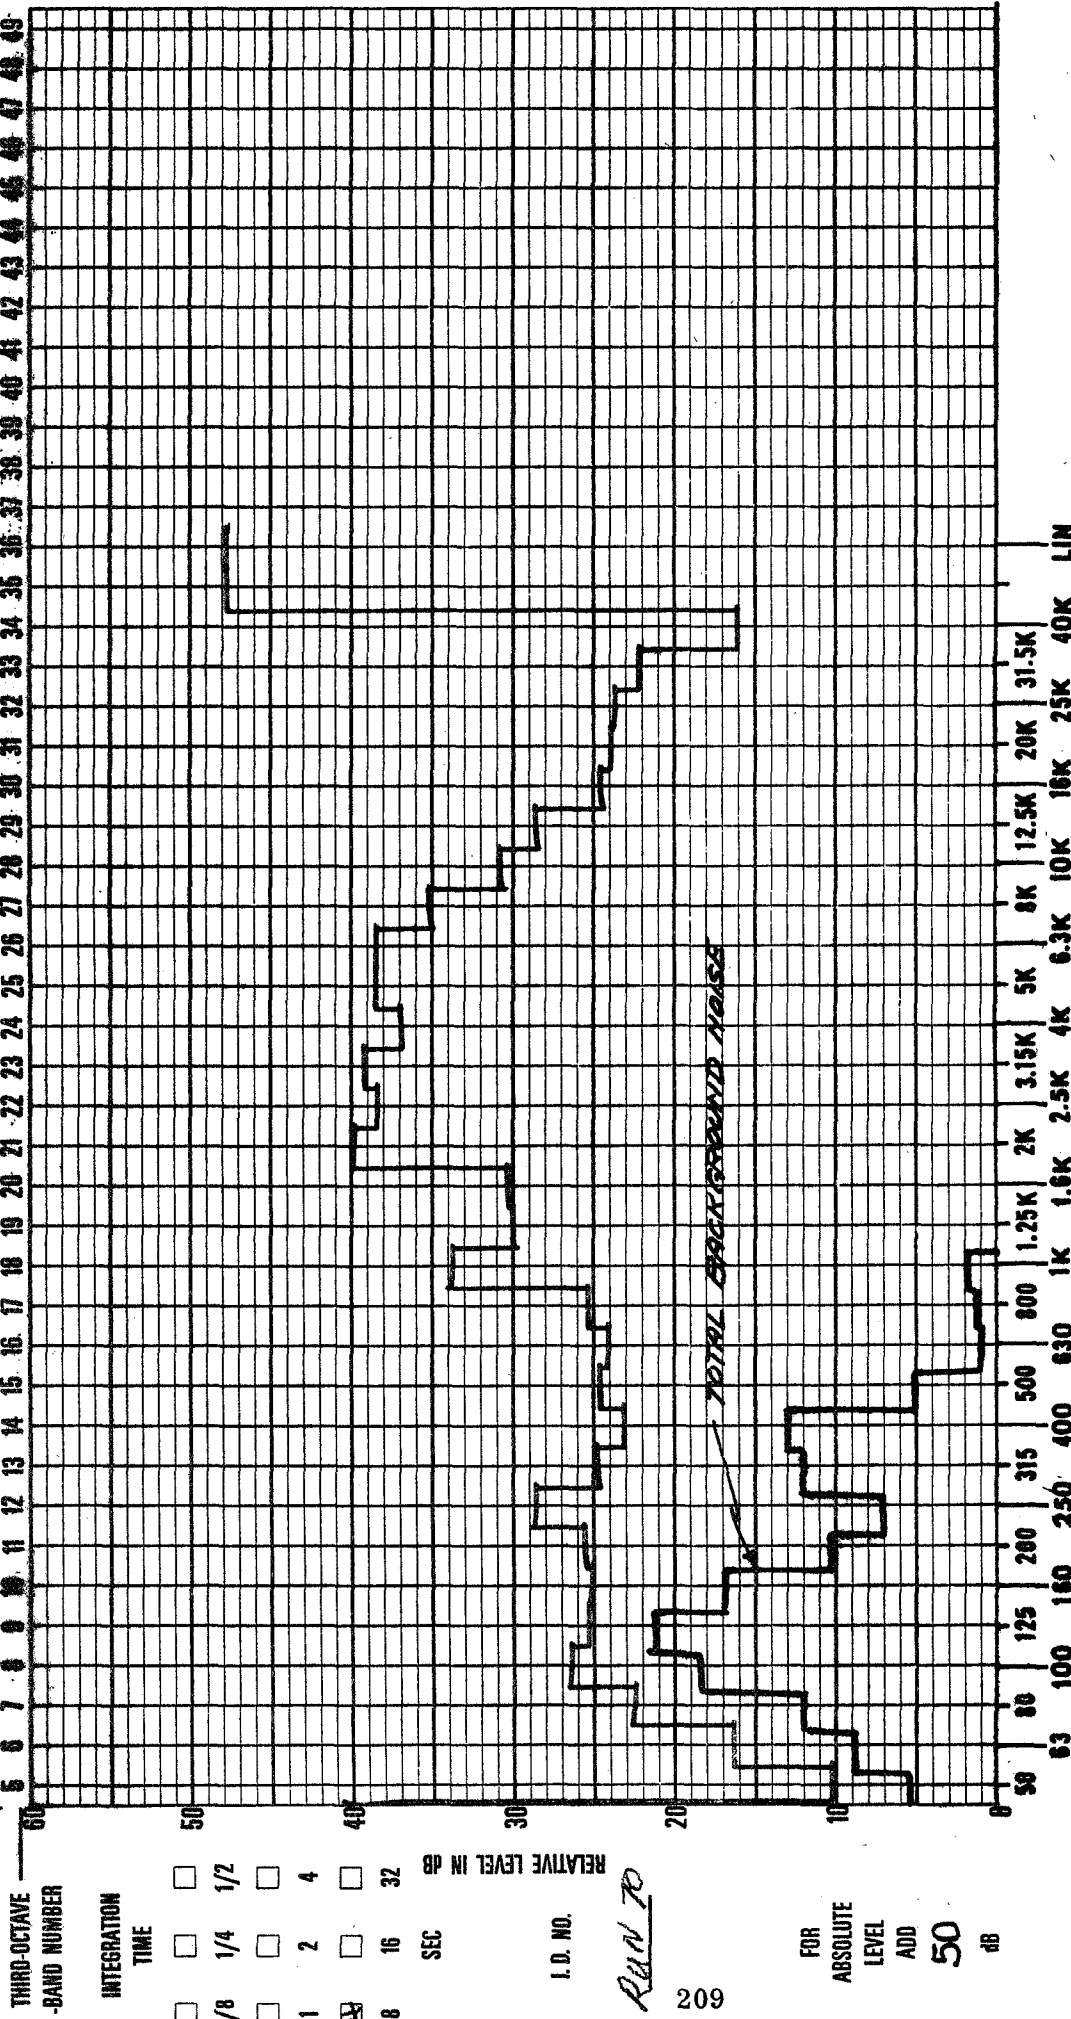 THIRD-OCTAVE
-BAND NUMBER
5 6 7 8 9 10 11 12 13 14 15 16 17 18 19 20 21 22 23 24 25 26 27 28 29 30 31 32 33 34 35 36 37 38 39 40 41 42 43 44 45 46 47 48 49
INTEGRATION
TIME
/8 1/4 1/2
1 2 4
8 16 32
SEC
RELATIVE LEVEL IN dB
60
50
40
30
20
10
0
I.D. NO.
RUN 70
209
FOR
ABSOLUTE
LEVEL
ADD
50
dB
TOTAL BACKGROUND NOISE
50 80 125 200 315 500 800 1.25K 2K 3.15K 5K 8K 12.5K 20K 31.5K
63 100 160 250 400 630 1K 1.6K 2.5K 4K 6.3K 10K 16K 25K 40K LIN